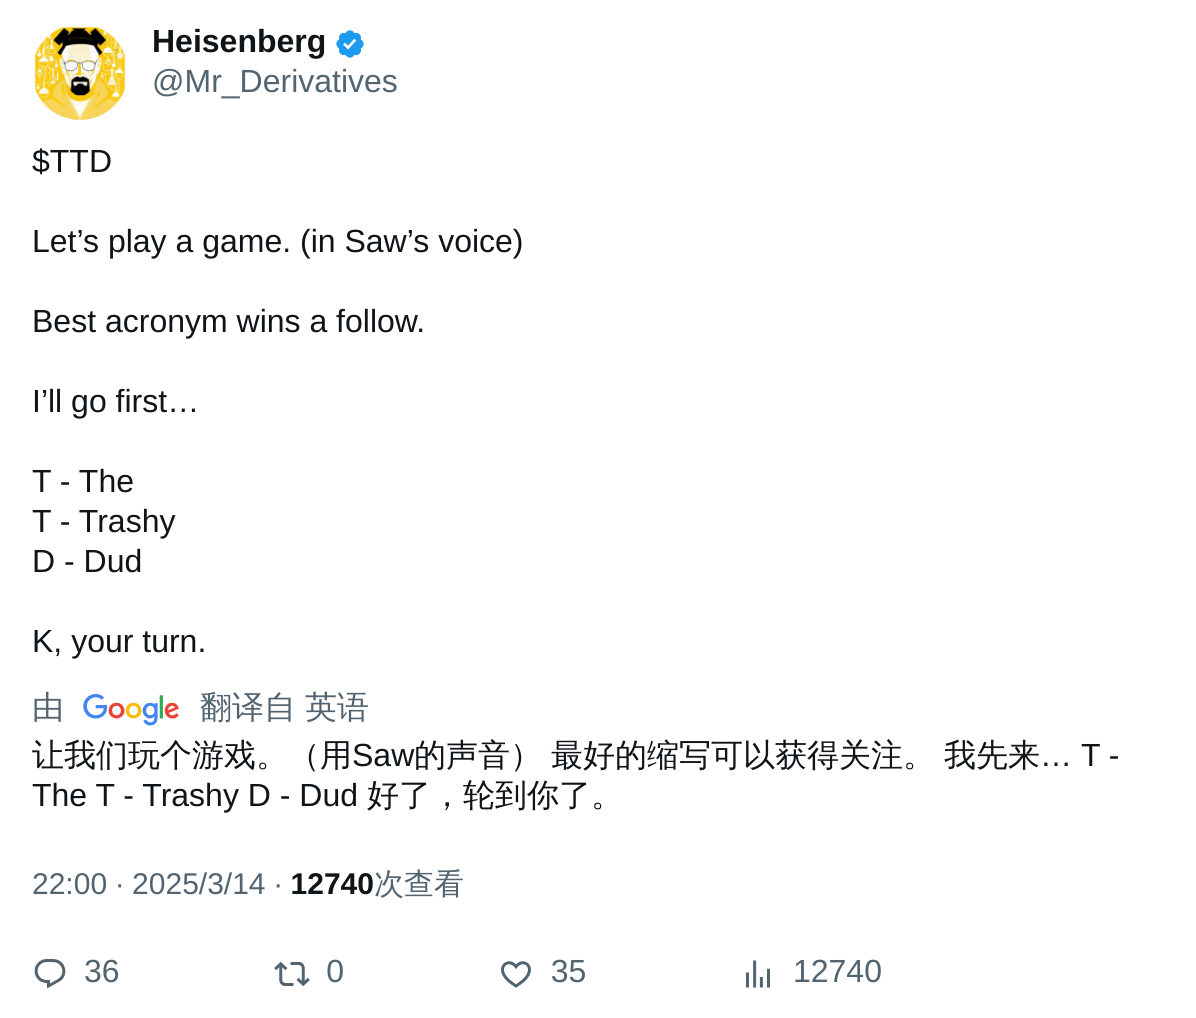 Heisenberg
@Mr_Derivatives
$TTD
Let’s play a game. (in Saw’s voice)
Best acronym wins a follow.
I’ll go first…
T - The
T - Trashy
D - Dud
K, your turn.
由 Google 翻译自 英语
让我们玩个游戏。（用Saw的声音） 最好的缩写可以获得关注。 我先来… T -
The T - Trashy D - Dud 好了，轮到你了。
22:00 · 2025/3/14 · 12740次查看
36 0 35 12740